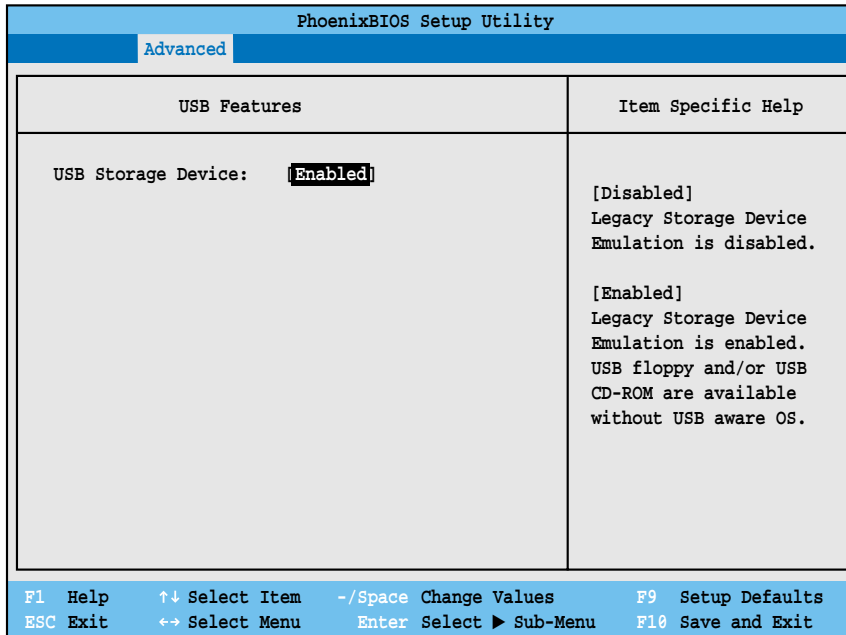 PhoenixBIOS Setup Utility
Advanced
USB Features
Item Specific Help
USB Storage Device: [Enabled]
[Disabled]
Legacy Storage Device
Emulation is disabled.
[Enabled]
Legacy Storage Device
Emulation is enabled.
USB floppy and/or USB
CD-ROM are available
without USB aware OS.
F1 Help ↑↓ Select Item -/Space Change Values F9 Setup Defaults
ESC Exit ←→ Select Menu Enter Select ▶ Sub-Menu F10 Save and Exit